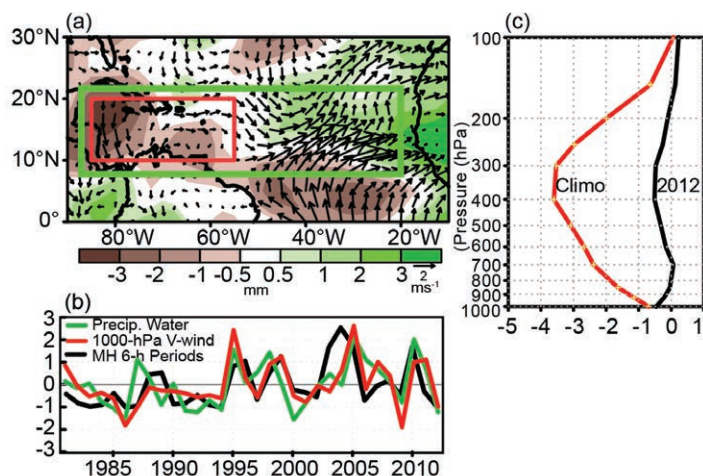 (a)
30°N
20°N
10°N
0°
80°W 60°W 40°W 20°W
-3 -2 -1 -0.5 0.5 1 2 3 2
mm
ms⁻¹
(b)
3
2
1
0
-1
-2
-3
Precip. Water
1000-hPa V-wind
MH 6-h Periods
1985 1990 1995 2000 2005 2010
(c)
100
200
300
400
500
600
700
800
900
1000
(Pressure (hPa)
Climo
2012
-5 -4 -3 -2 -1 0 1